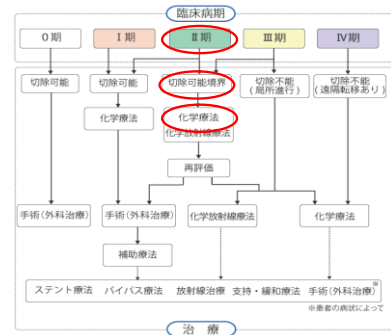 臨床病期
0期 Ⅰ期 Ⅱ期 Ⅲ期 Ⅳ期
切除可能 切除可能 切除可能境界 切除不能 切除不能
(局所進行) (遠隔転移あり)
化学療法 化学療法
化学放射線療法
再評価
手術(外科治療) 手術(外科治療) 化学放射線療法 化学療法
補助療法
ステント療法 バイパス療法 放射線治療 支持・緩和療法 手術(外科治療)※
※患者の病状によって
治療